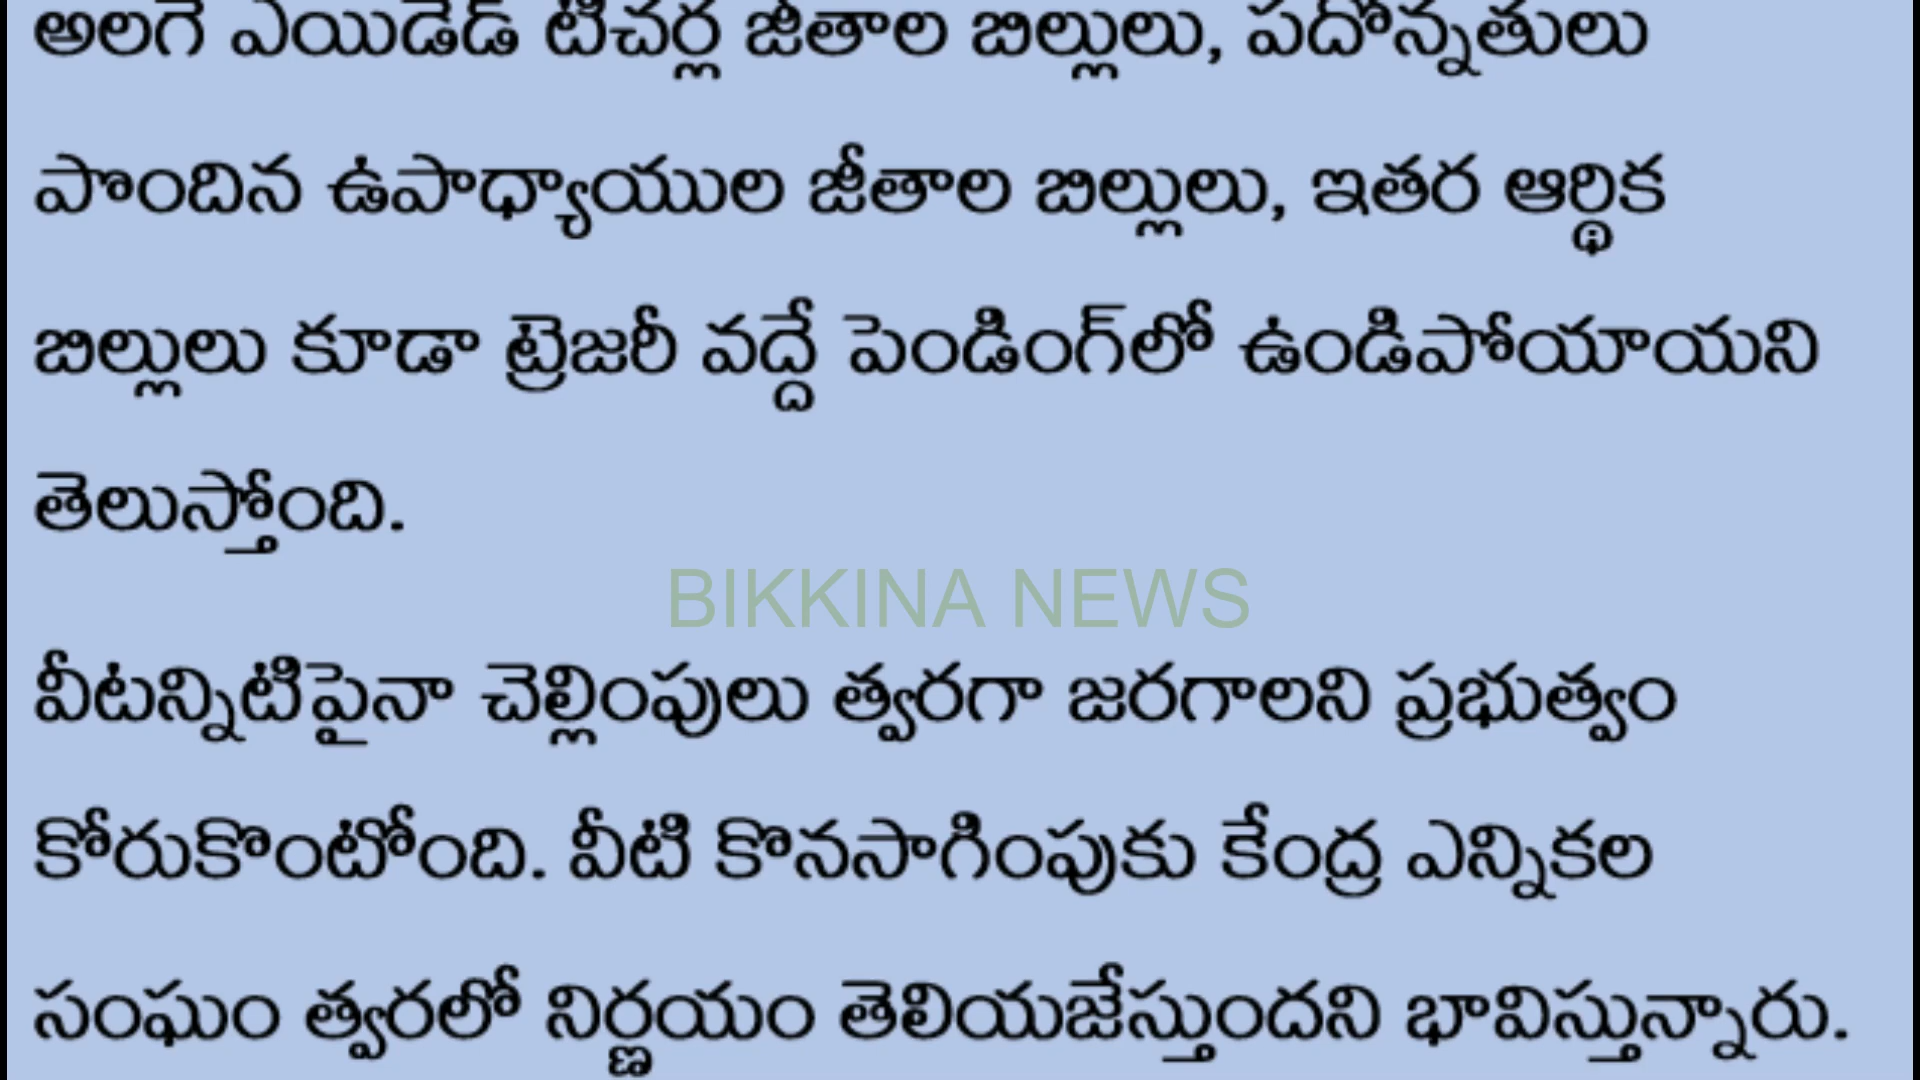 అలగే ఎయిడెడ్ టీచర్ల జీతాల బిల్లులు, పదోన్నతులు
పొందిన ఉపాధ్యాయుల జీతాల బిల్లులు, ఇతర ఆర్థిక
బిల్లులు కూడా ట్రెజరీ వద్దే పెండింగ్‌లో ఉండిపోయాయని
తెలుస్తోంది.
BIKKINA NEWS
వీటన్నిటిపైనా చెల్లింపులు త్వరగా జరగాలని ప్రభుత్వం
కోరుకొంటోంది. వీటి కొనసాగింపుకు కేంద్ర ఎన్నికల
సంఘం త్వరలో నిర్ణయం తెలియజేస్తుందని భావిస్తున్నారు.